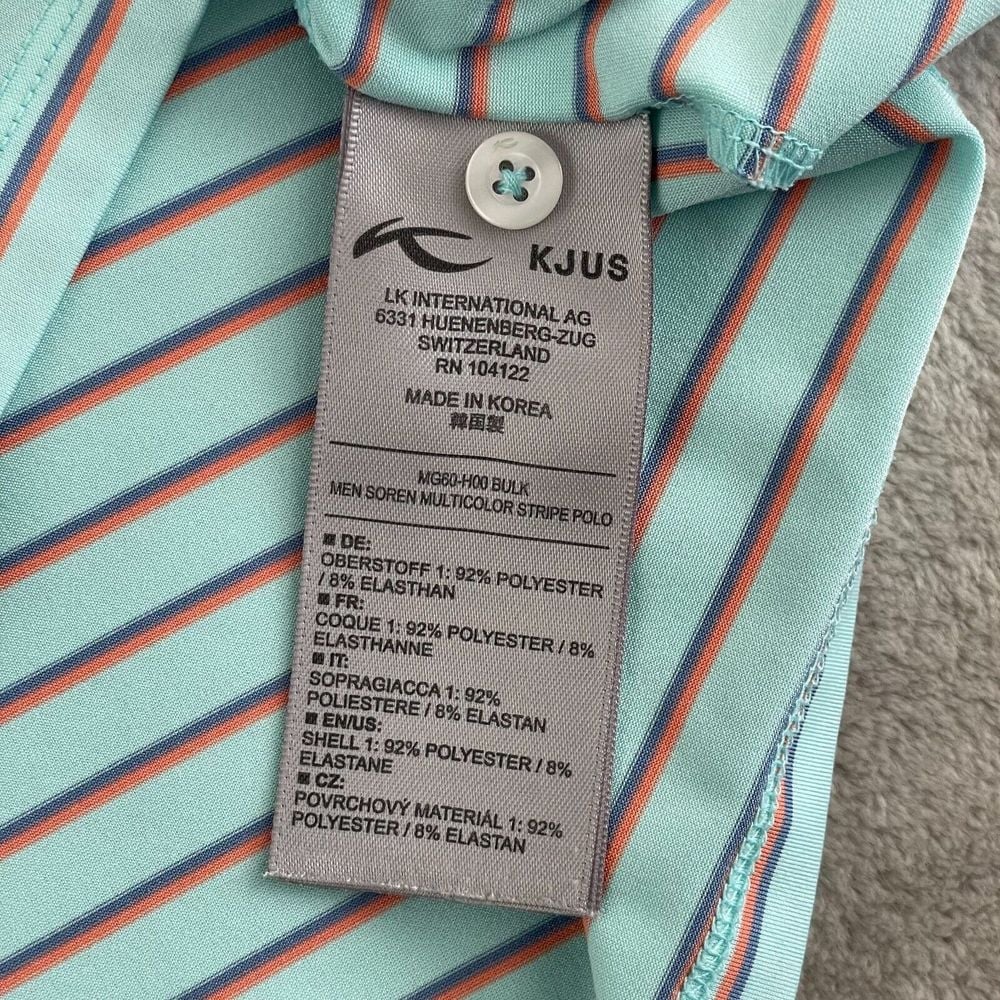 KJUS
LK INTERNATIONAL AG
6331 HUENENBERG-ZUG
SWITZERLAND
RN 104122
MADE IN KOREA
韓国製
MG60-H00 BULK
MEN SOREN MULTICOLOR STRIPE POLO
■ DE:
OBERSTOFF 1: 92% POLYESTER
/ 8% ELASTHAN
■ FR:
COQUE 1: 92% POLYESTER / 8%
ELASTHANNE
■ IT:
SOPRAGIACCA 1: 92%
POLIESTERE / 8% ELASTAN
■ EN/US:
SHELL 1: 92% POLYESTER / 8%
ELASTANE
■ CZ:
POVRCHOVÝ MATERIÁL 1: 92%
POLYESTER / 8% ELASTAN